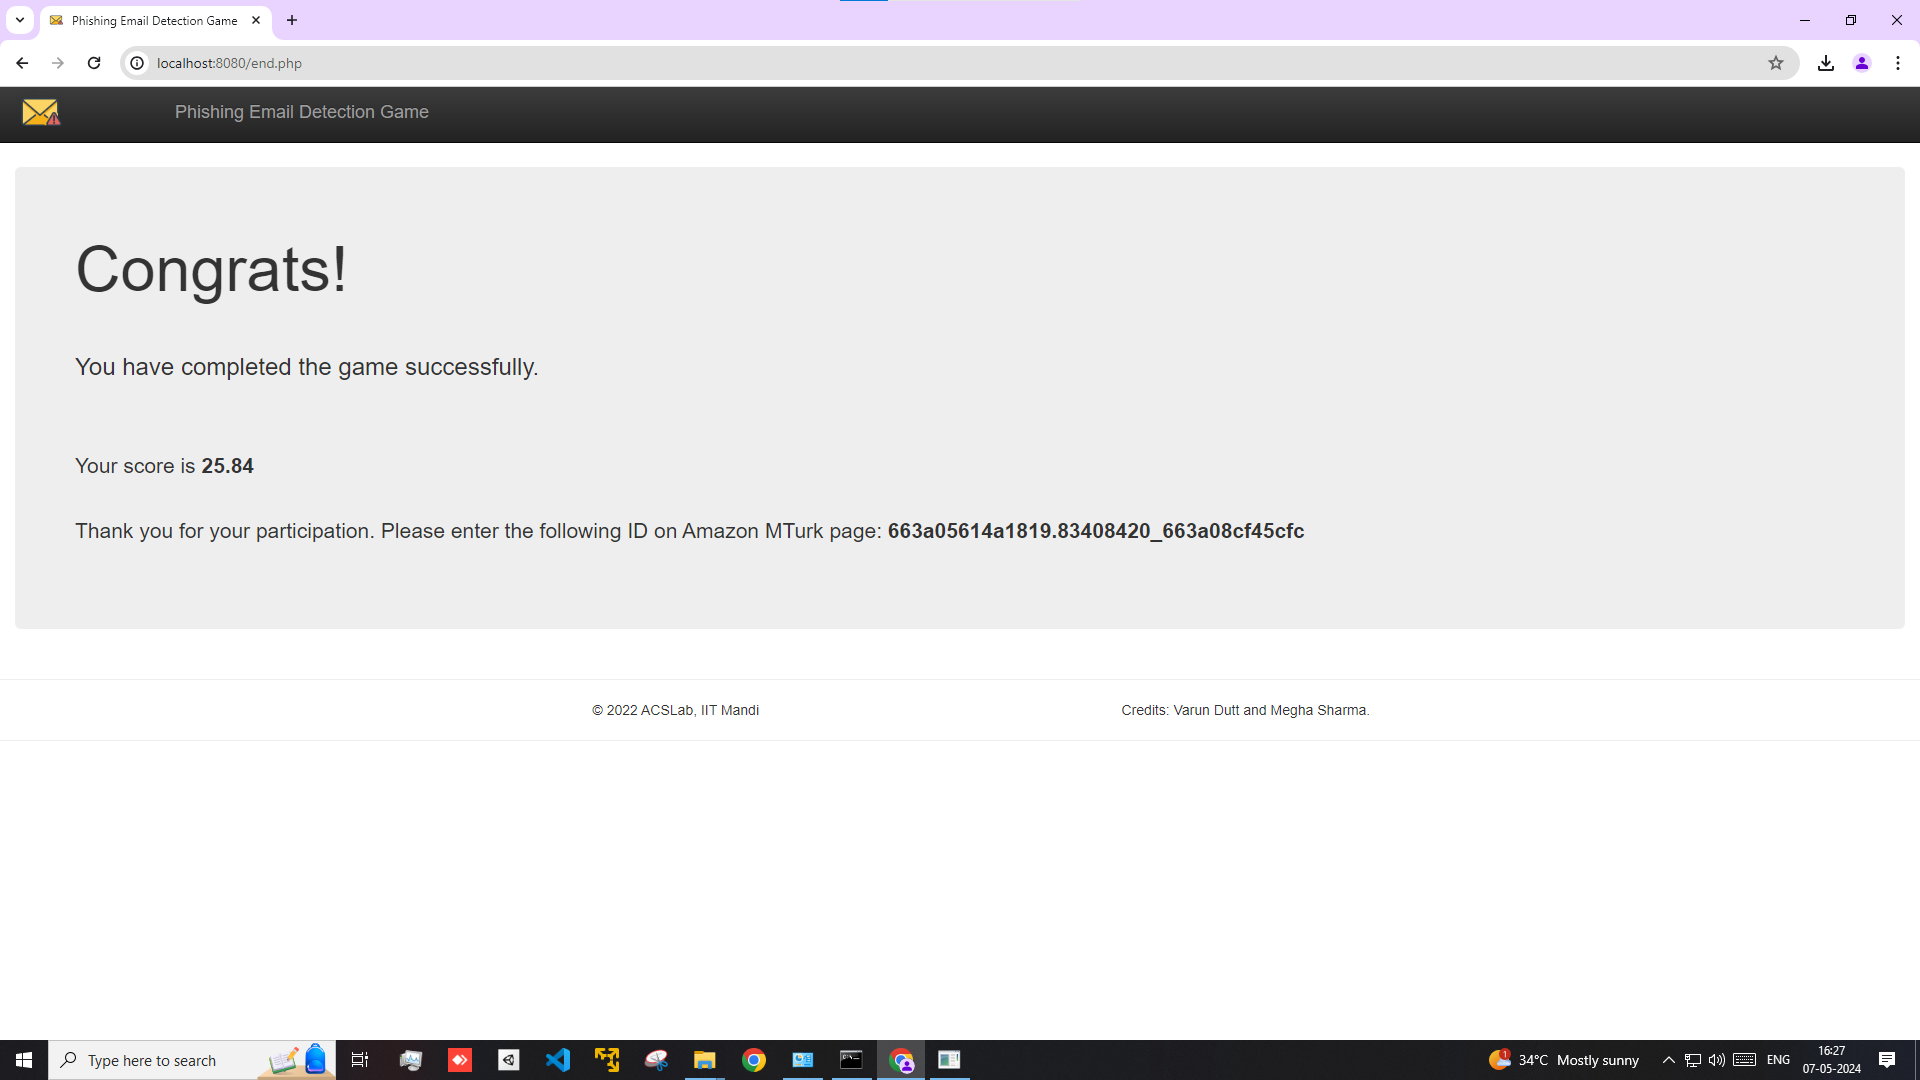 Phishing Email Detection Game
localhost:8080/end.php
Phishing Email Detection Game
Congrats!
You have completed the game successfully.
Your score is 25.84
Thank you for your participation. Please enter the following ID on Amazon MTurk page: 663a05614a1819.83408420_663a08cf45cfc
© 2022 ACSLab, IIT Mandi
Credits: Varun Dutt and Megha Sharma.
Type here to search
1
34°C Mostly sunny
ENG
16:27
07-05-2024